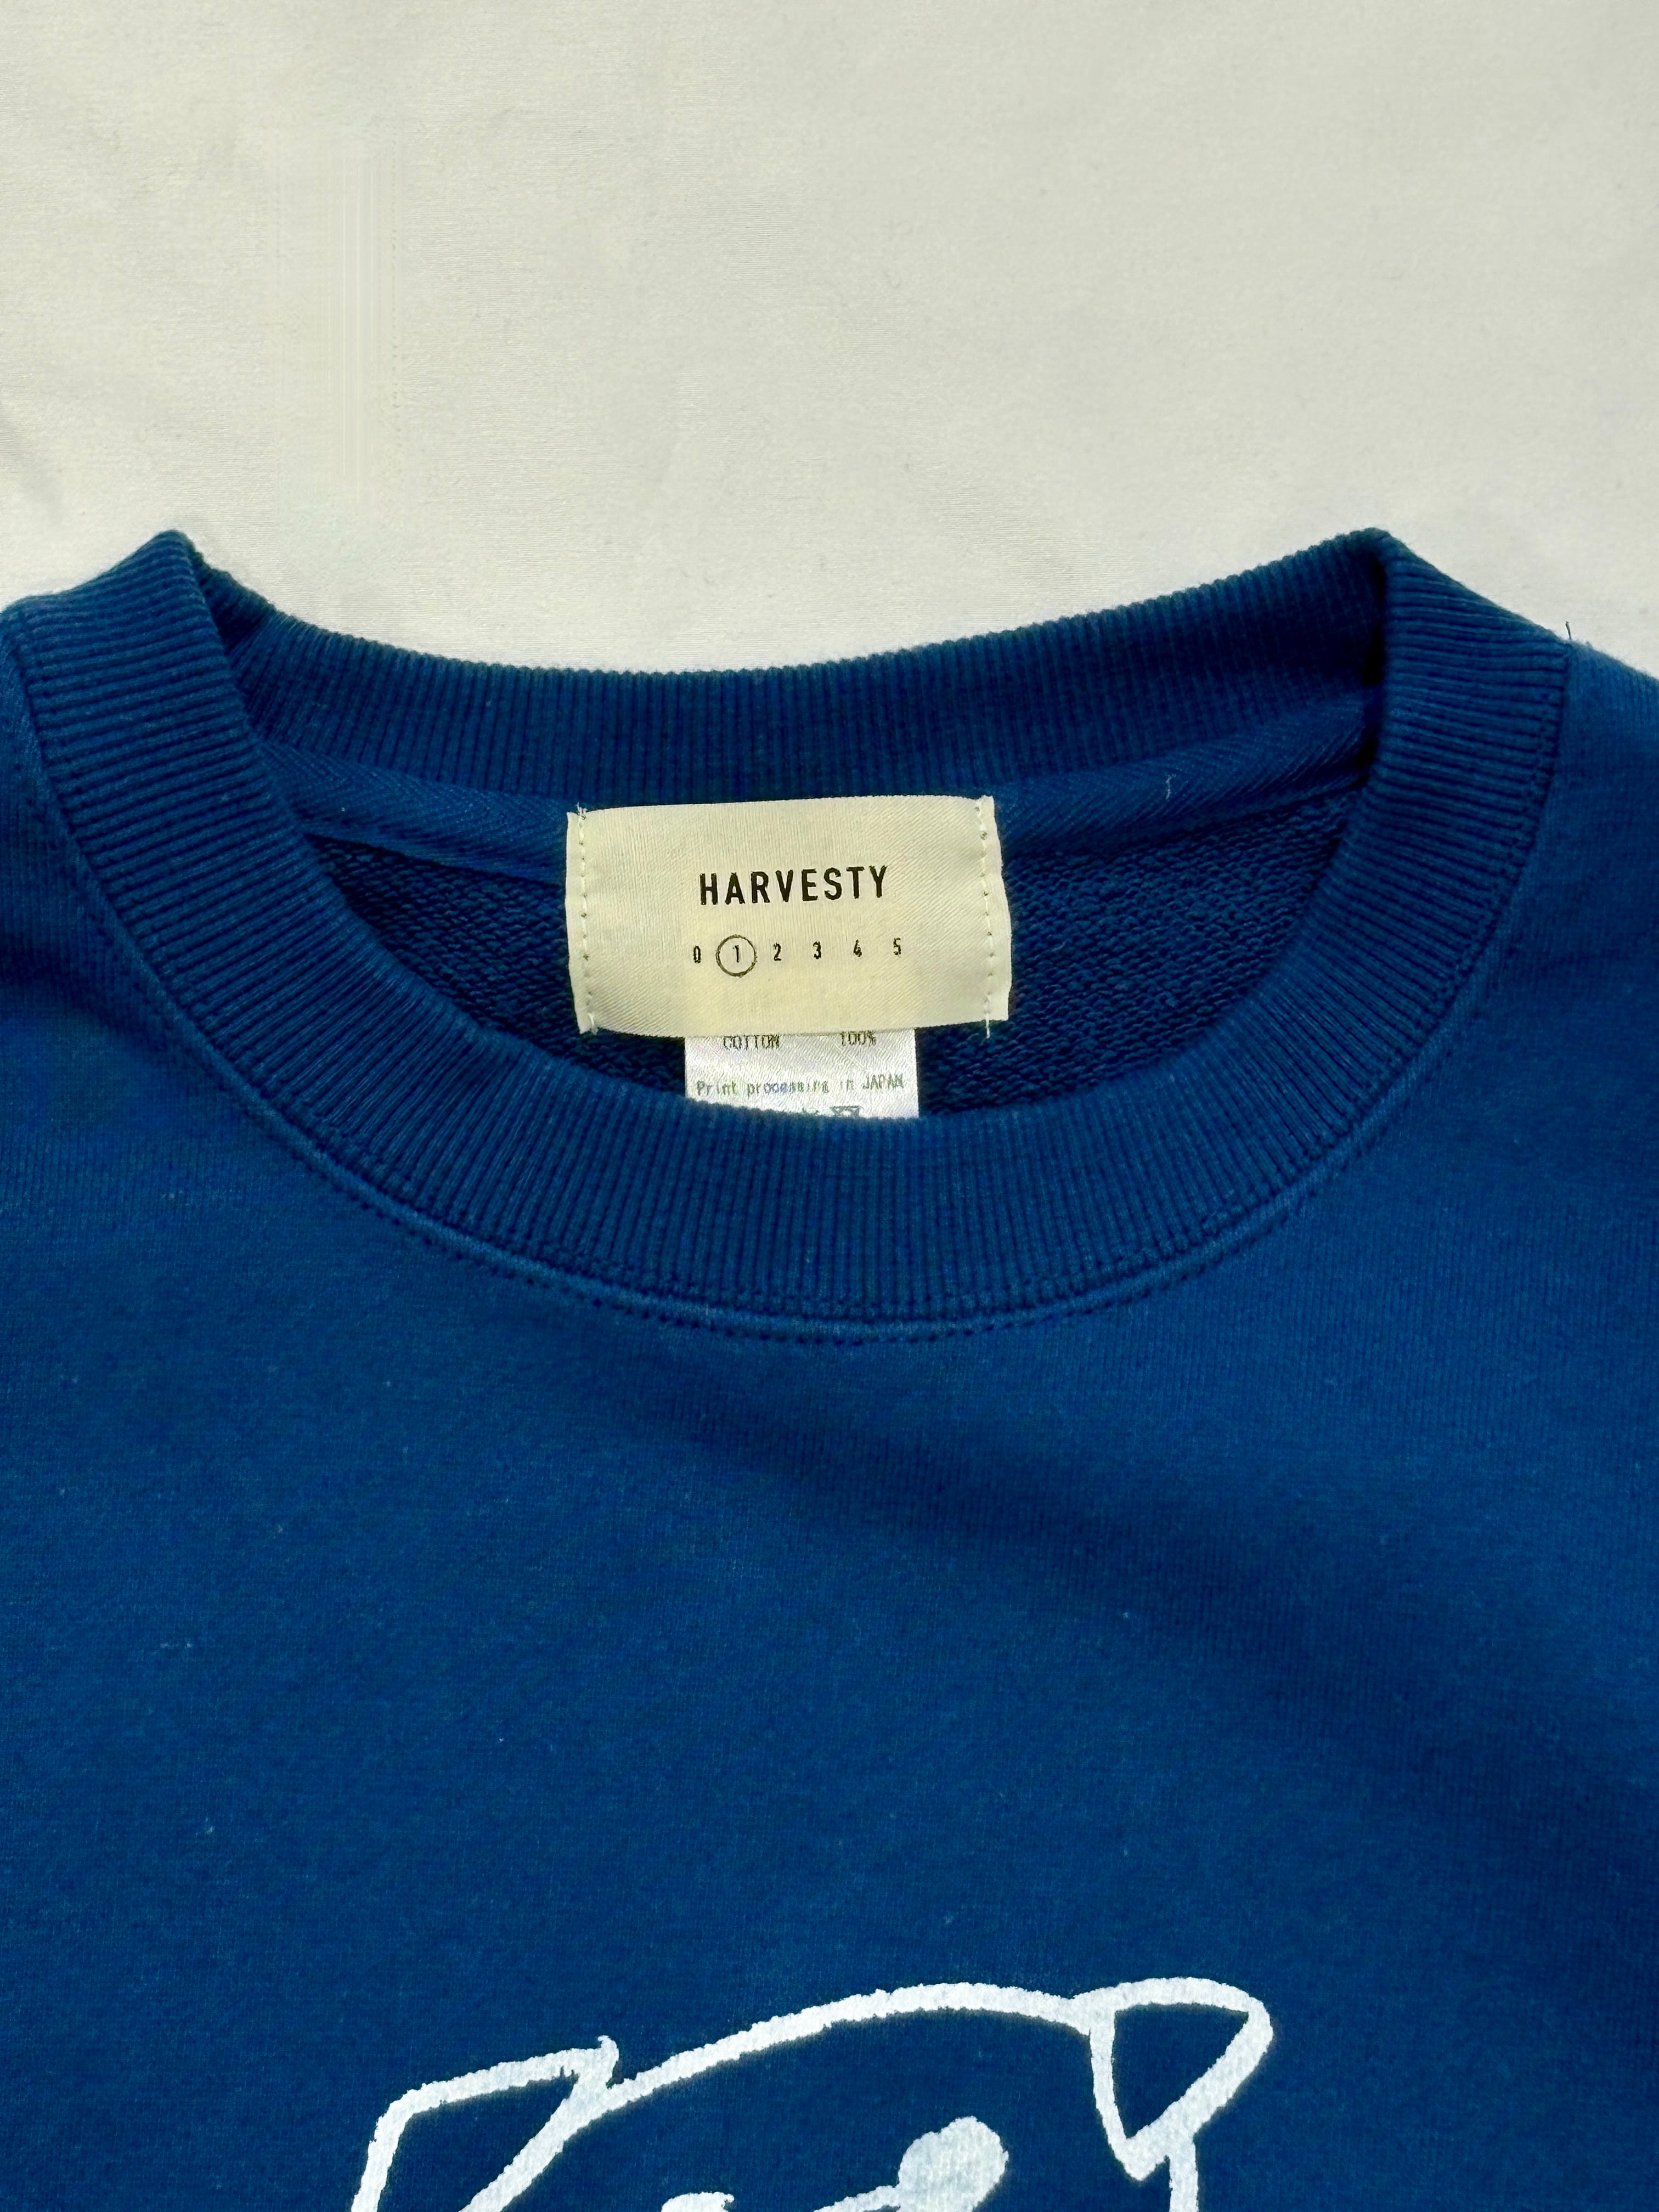 HARVESTY
0 1 2 3 4 5
COTTON 100%
Print processing in JAPAN